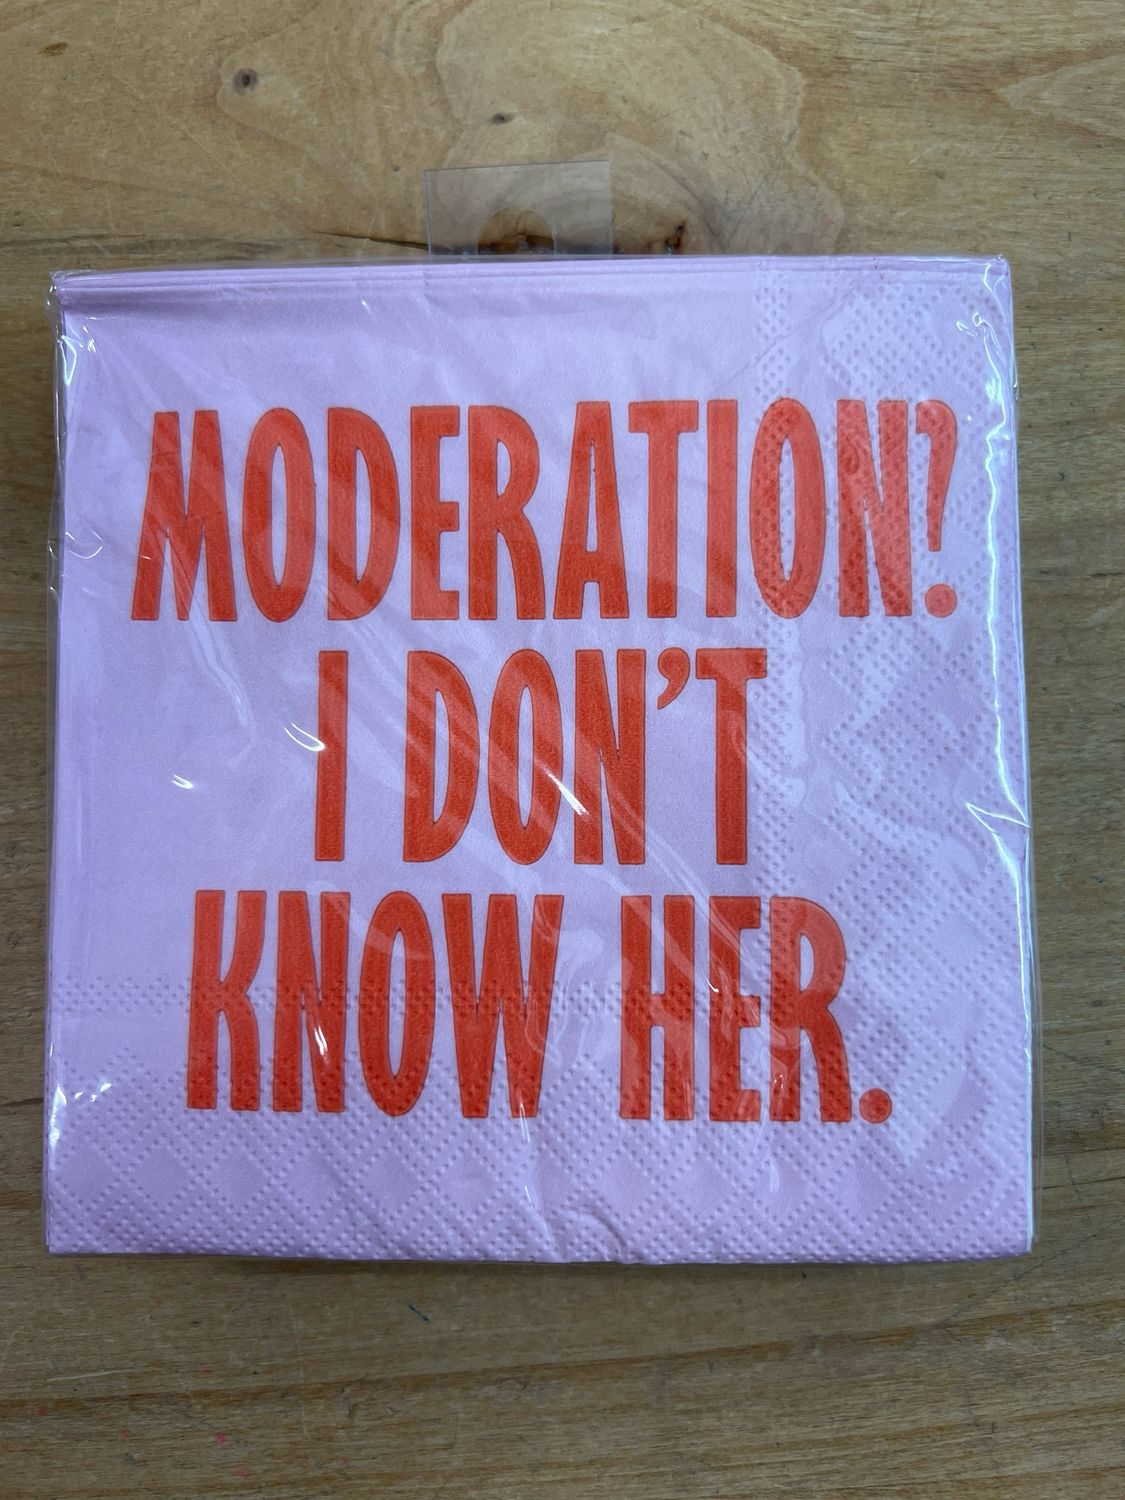 MODERATION?
I DON’T
KNOW HER.